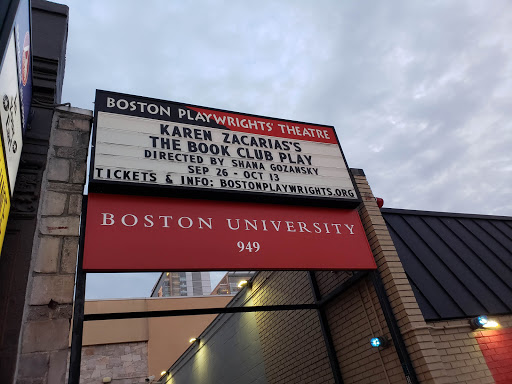 BOSTON PLAYWRIGHTS' THEATRE
KAREN ZACARIAS'S
THE BOOK CLUB PLAY
DIRECTED BY SHANA GOZANSKY
SEP 26 - OCT 13
TICKETS & INFO: BOSTONPLAYWRIGHTS.ORG
BOSTON UNIVERSITY
949